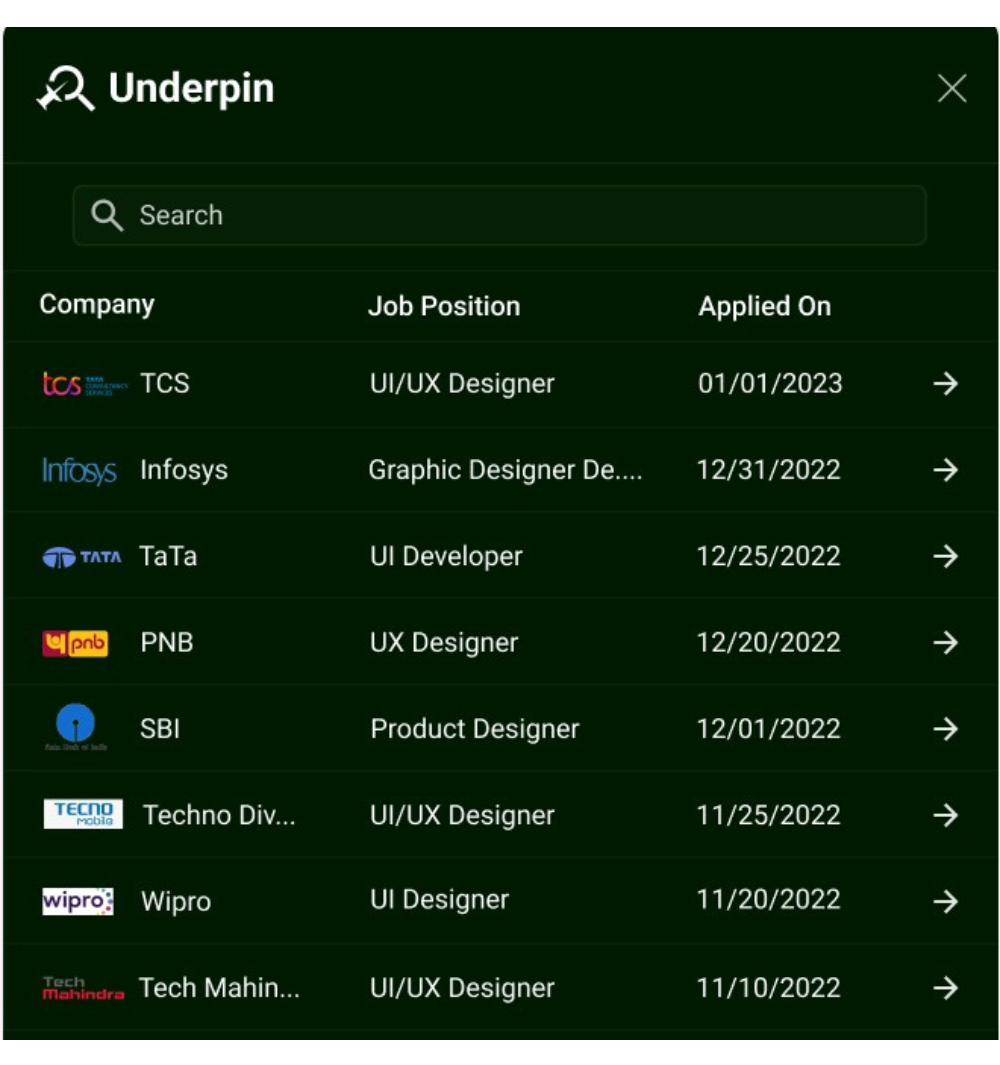 Underpin
Search
Company Job Position Applied On
tcs TATA CONSULTANCY SERVICES TCS UI/UX Designer 01/01/2023
Infosys Infosys Graphic Designer De.... 12/31/2022
TATA TaTa UI Developer 12/25/2022
pnb PNB UX Designer 12/20/2022
SBI Product Designer 12/01/2022
TECNO mobile Techno Div... UI/UX Designer 11/25/2022
wipro Wipro UI Designer 11/20/2022
Tech Mahindra Tech Mahin... UI/UX Designer 11/10/2022